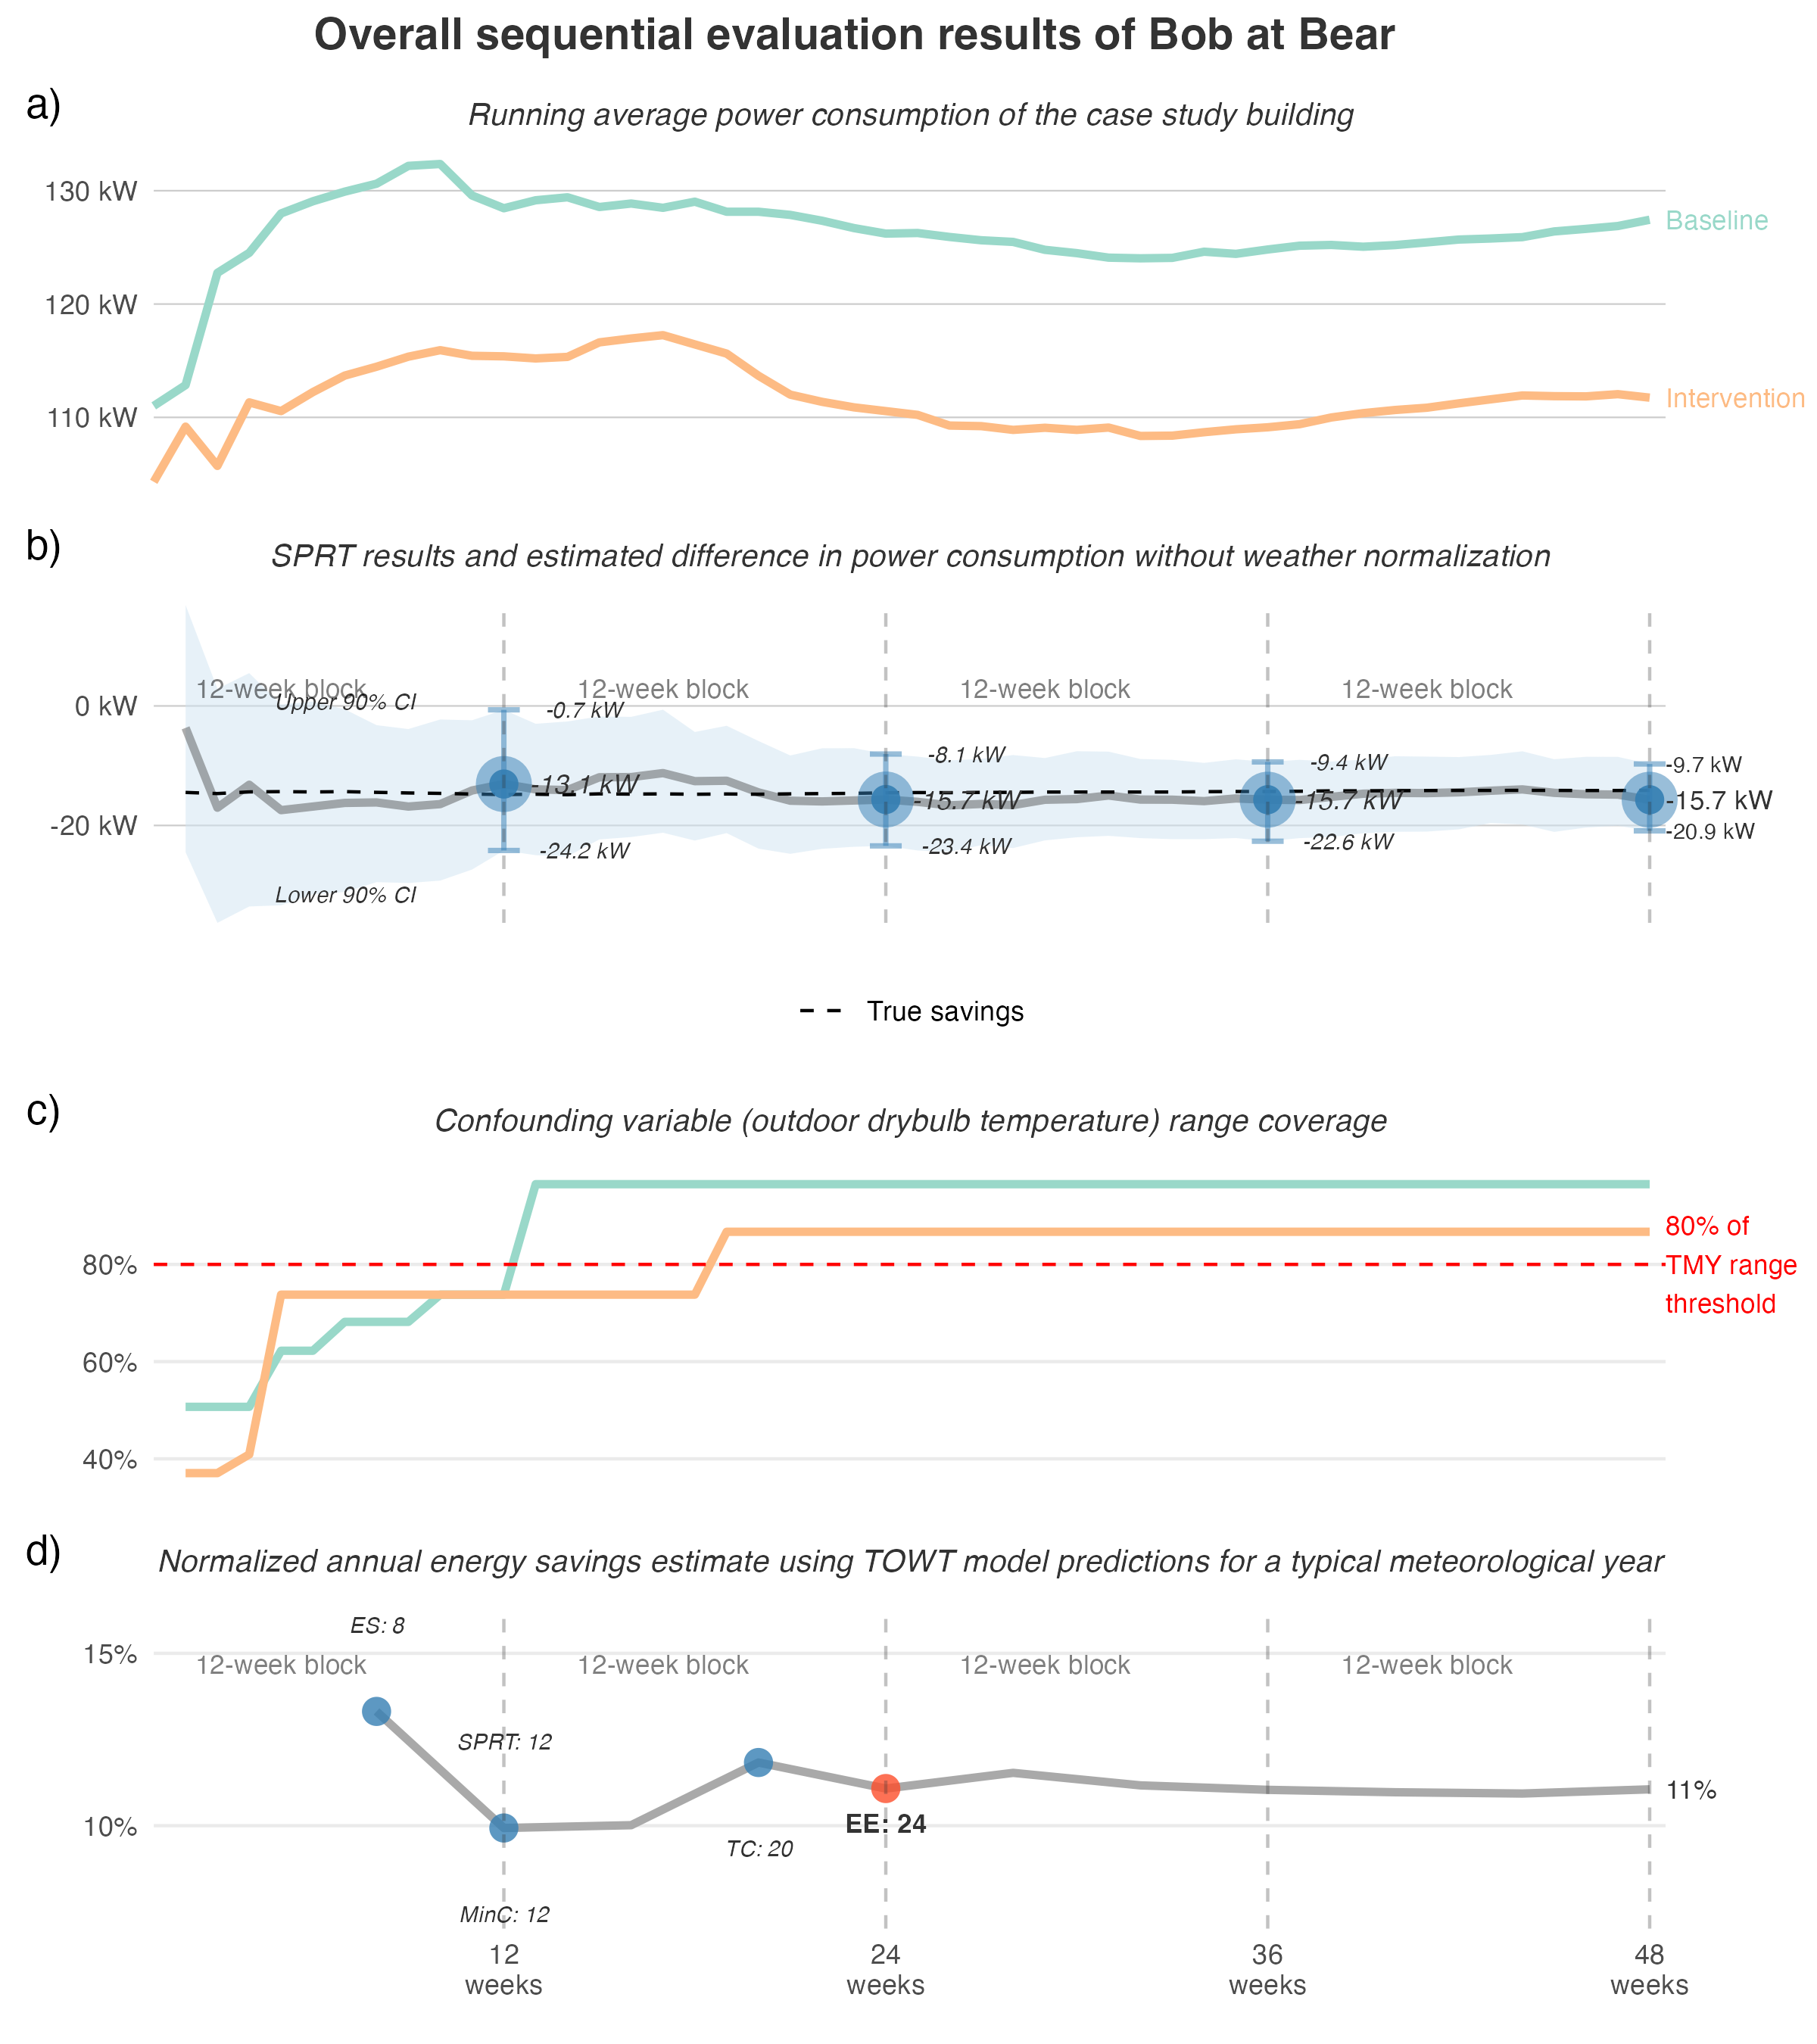 Overall sequential evaluation results of Bob at Bear
a)
Running average power consumption of the case study building
130 kW
Baseline
120 kW
Intervention
110 kW
b)
SPRT results and estimated difference in power consumption without weather normalization
12-week block
12-week block
12-week block
12-week block
Upper 90% CI
0 kW
-0.7 kW
-8.1 kW
-9.4 kW
-9.7 kW
-13.1 kW
-15.7 kW
-15.7 kW
-15.7 kW
-20 kW
-24.2 kW
-23.4 kW
-22.6 kW
-20.9 kW
Lower 90% CI
True savings
c)
Confounding variable (outdoor drybulb temperature) range coverage
80% of
TMY range
threshold
80%
60%
40%
d)
Normalized annual energy savings estimate using TOWT model predictions for a typical meteorological year
ES: 8
15%
12-week block
12-week block
12-week block
12-week block
SPRT: 12
11%
10%
EE: 24
TC: 20
MinC: 12
12
weeks
24
weeks
36
weeks
48
weeks